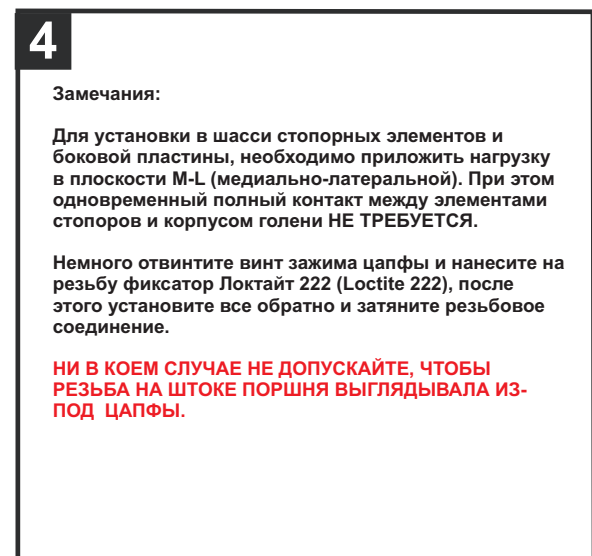 4
Замечания:
Для установки в шасси стопорных элементов и
боковой пластины, необходимо приложить нагрузку
в плоскости M-L (медиально-латеральной). При этом
одновременный полный контакт между элементами
стопоров и корпусом голени НЕ ТРЕБУЕТСЯ.
Немного отвинтите винт зажима цапфы и нанесите на
резьбу фиксатор Локтайт 222 (Loctite 222), после
этого установите все обратно и затяните резьбовое
соединение.
НИ В КОЕМ СЛУЧАЕ НЕ ДОПУСКАЙТЕ, ЧТОБЫ
РЕЗЬБА НА ШТОКЕ ПОРШНЯ ВЫГЛЯДЫВАЛА ИЗ-
ПОД ЦАПФЫ.